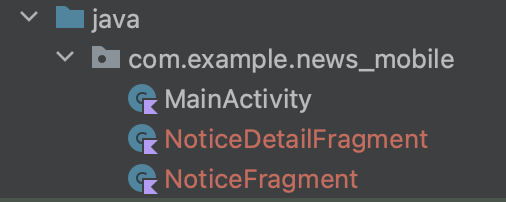 java
com.example.news_mobile
MainActivity
NoticeDetailFragment
NoticeFragment